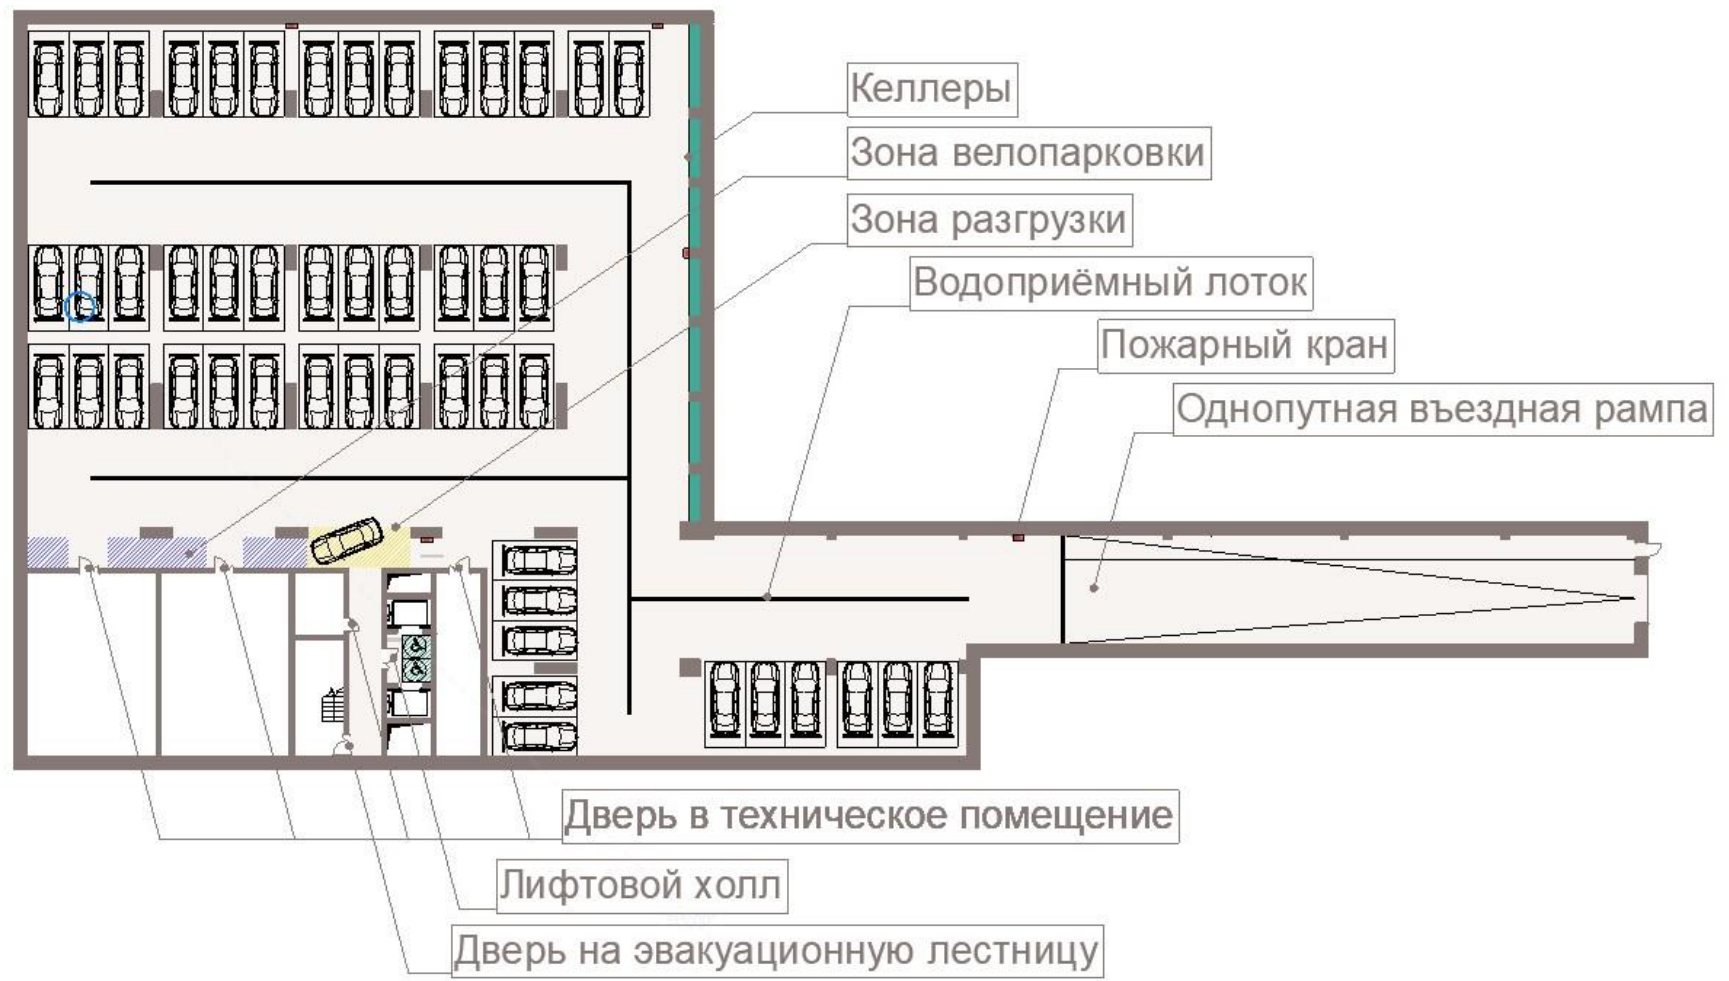 Келлеры
Зона велопарковки
Зона разгрузки
Водоприёмный лоток
Пожарный кран
Однопутная въездная рампа
Дверь в техническое помещение
Лифтовой холл
Дверь на эвакуационную лестницу